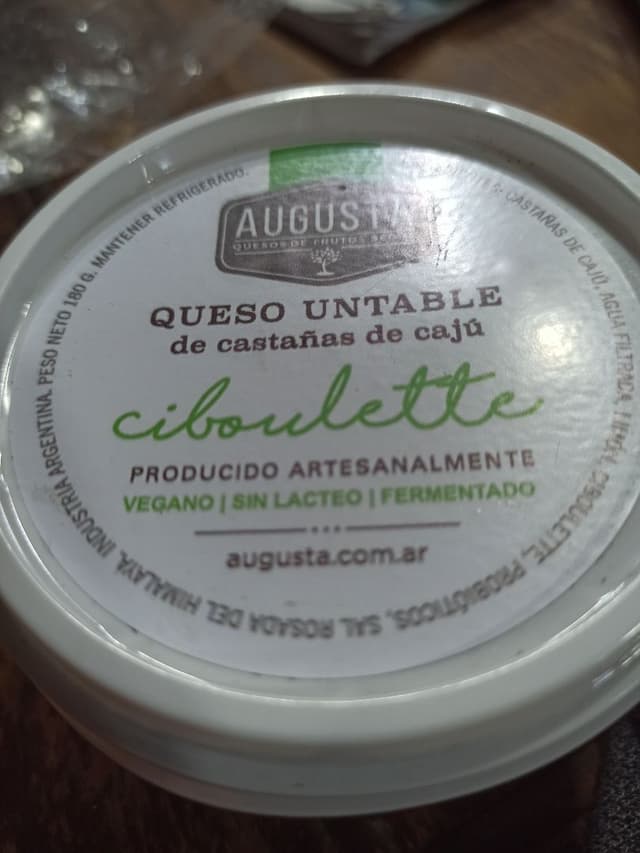 AUGUSTA
QUESOS DE FRUTOS
QUESO UNTABLE
de castañas de cajú
ciboulette
PRODUCIDO ARTESANALMENTE
VEGANO | SIN LACTEO | FERMENTADO
augusta.com.ar
CASTAÑAS DE CAJÚ, AGUA FILTRADA, LIMÓN, CIBOULETTE, PROBIÓTICOS, SAL ROSADA DEL HIMALAYA. INDUSTRIA ARGENTINA. PESO NETO 180 G. MANTENER REFRIGERADO.